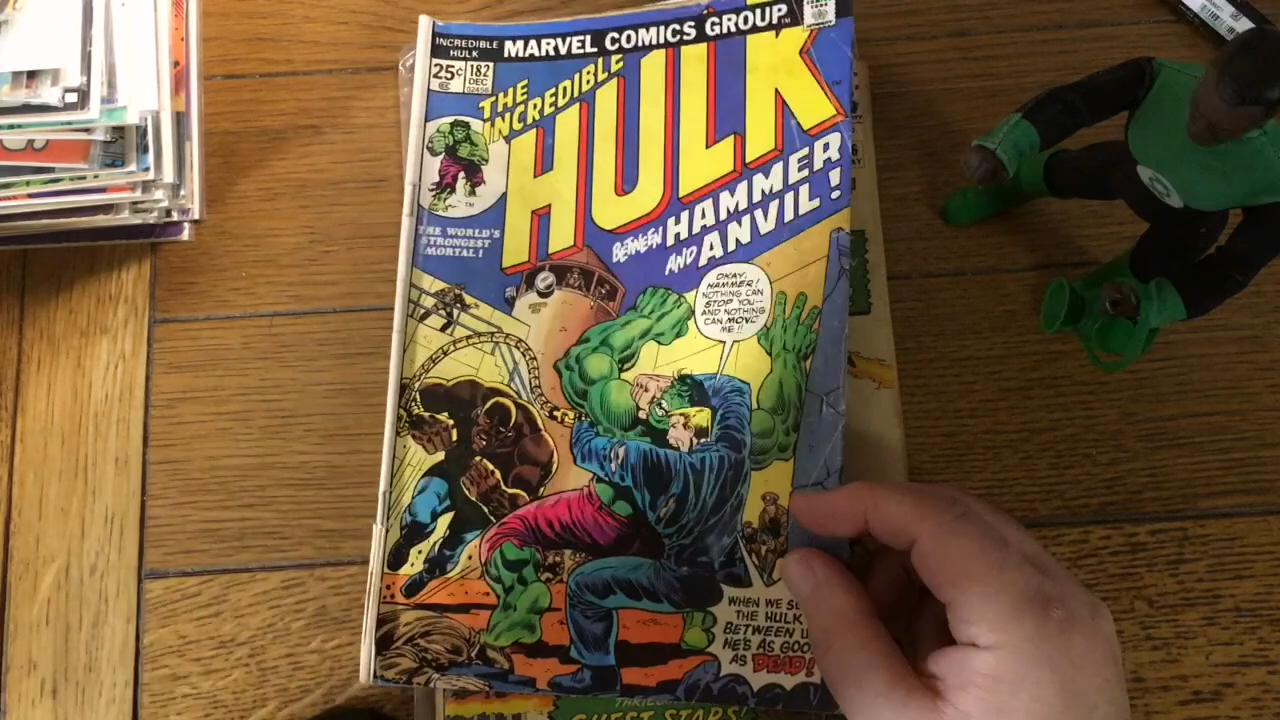 INCREDIBLE
HULK
MARVEL COMICS GROUP
TM
25¢
182
DEC
02456
THE
INCREDIBLE
HULK
TM
BETWEEN HAMMER
AND ANVIL!
THE WORLD'S
STRONGEST
MORTAL!
OKAY,
HAMMER!
NOTHING CAN
STOP YOU--
AND NOTHING
CAN MOVE
ME!!
WHEN WE
THE HULK
BETWEEN
HE'S AS
AS DEAD!
GUEST STARS!